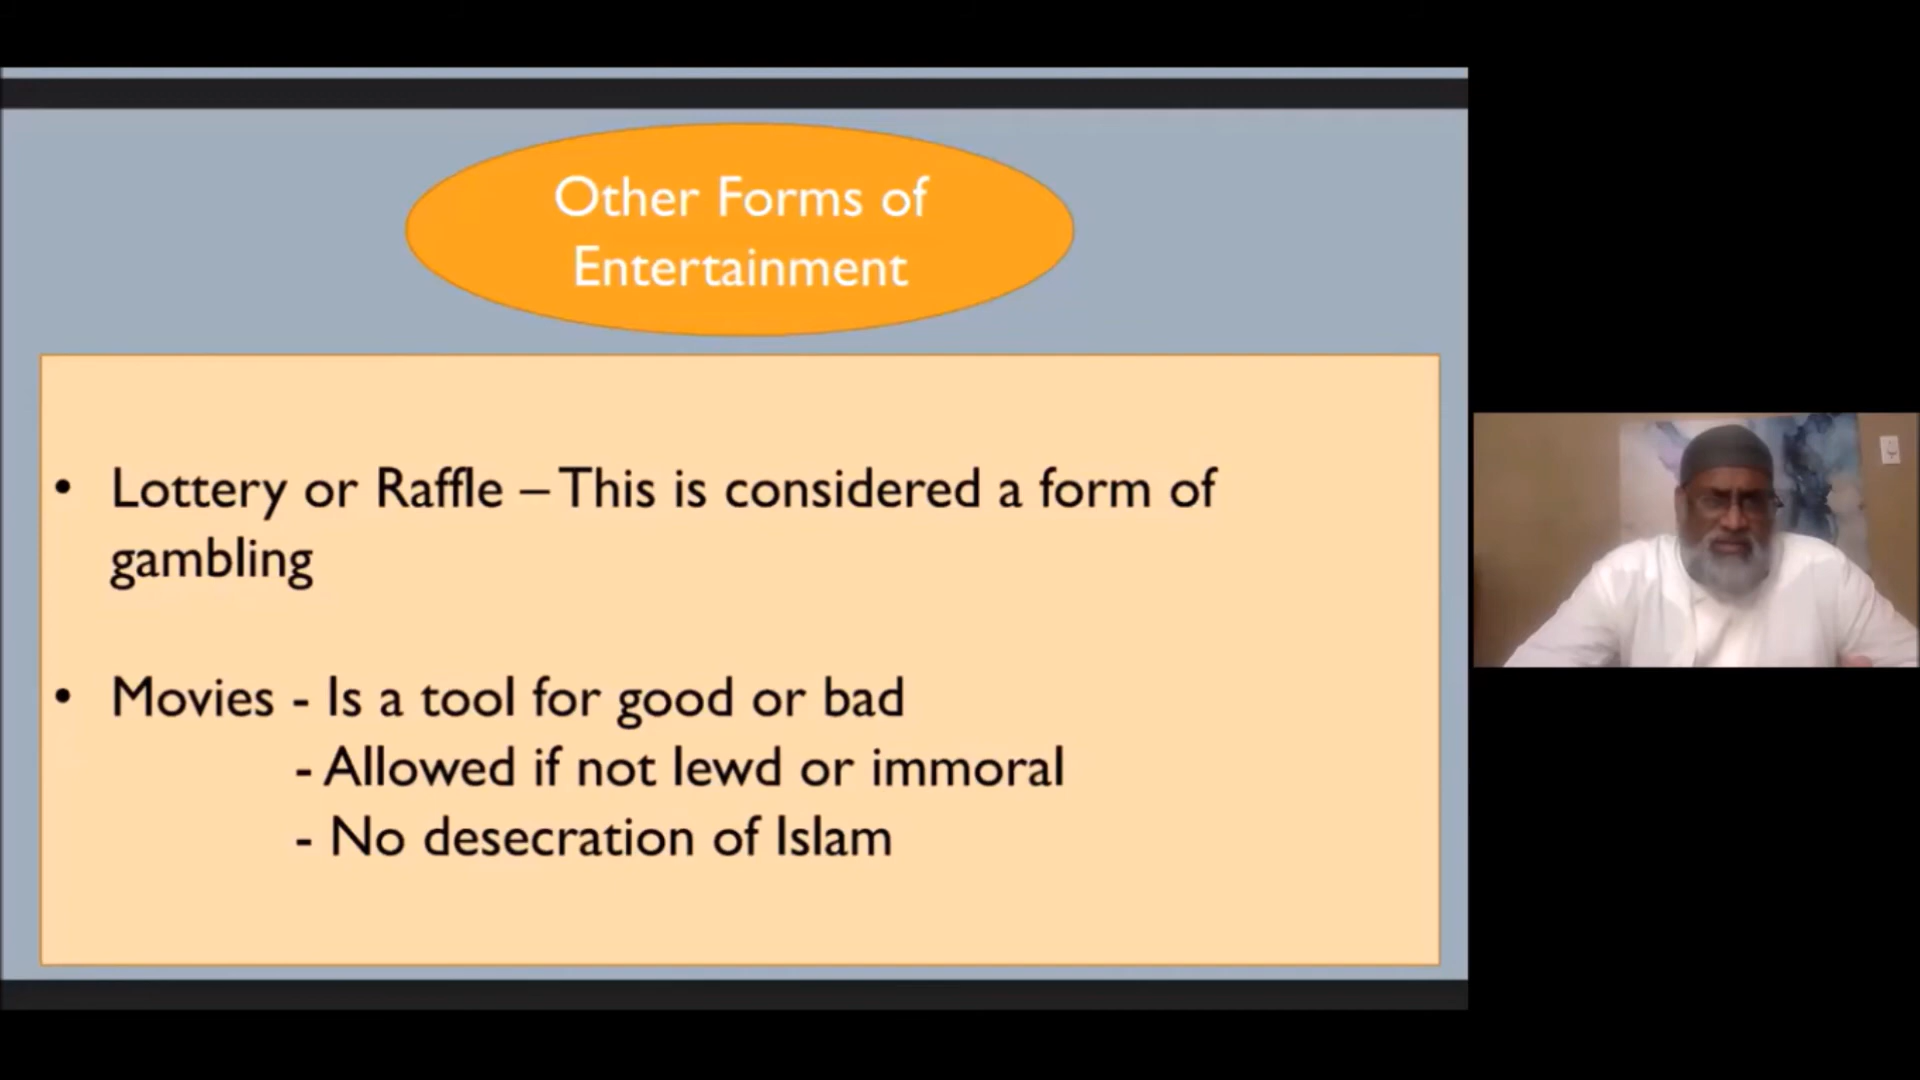 Other Forms of
Entertainment
• Lottery or Raffle – This is considered a form of
gambling
• Movies - Is a tool for good or bad
- Allowed if not lewd or immoral
- No desecration of Islam